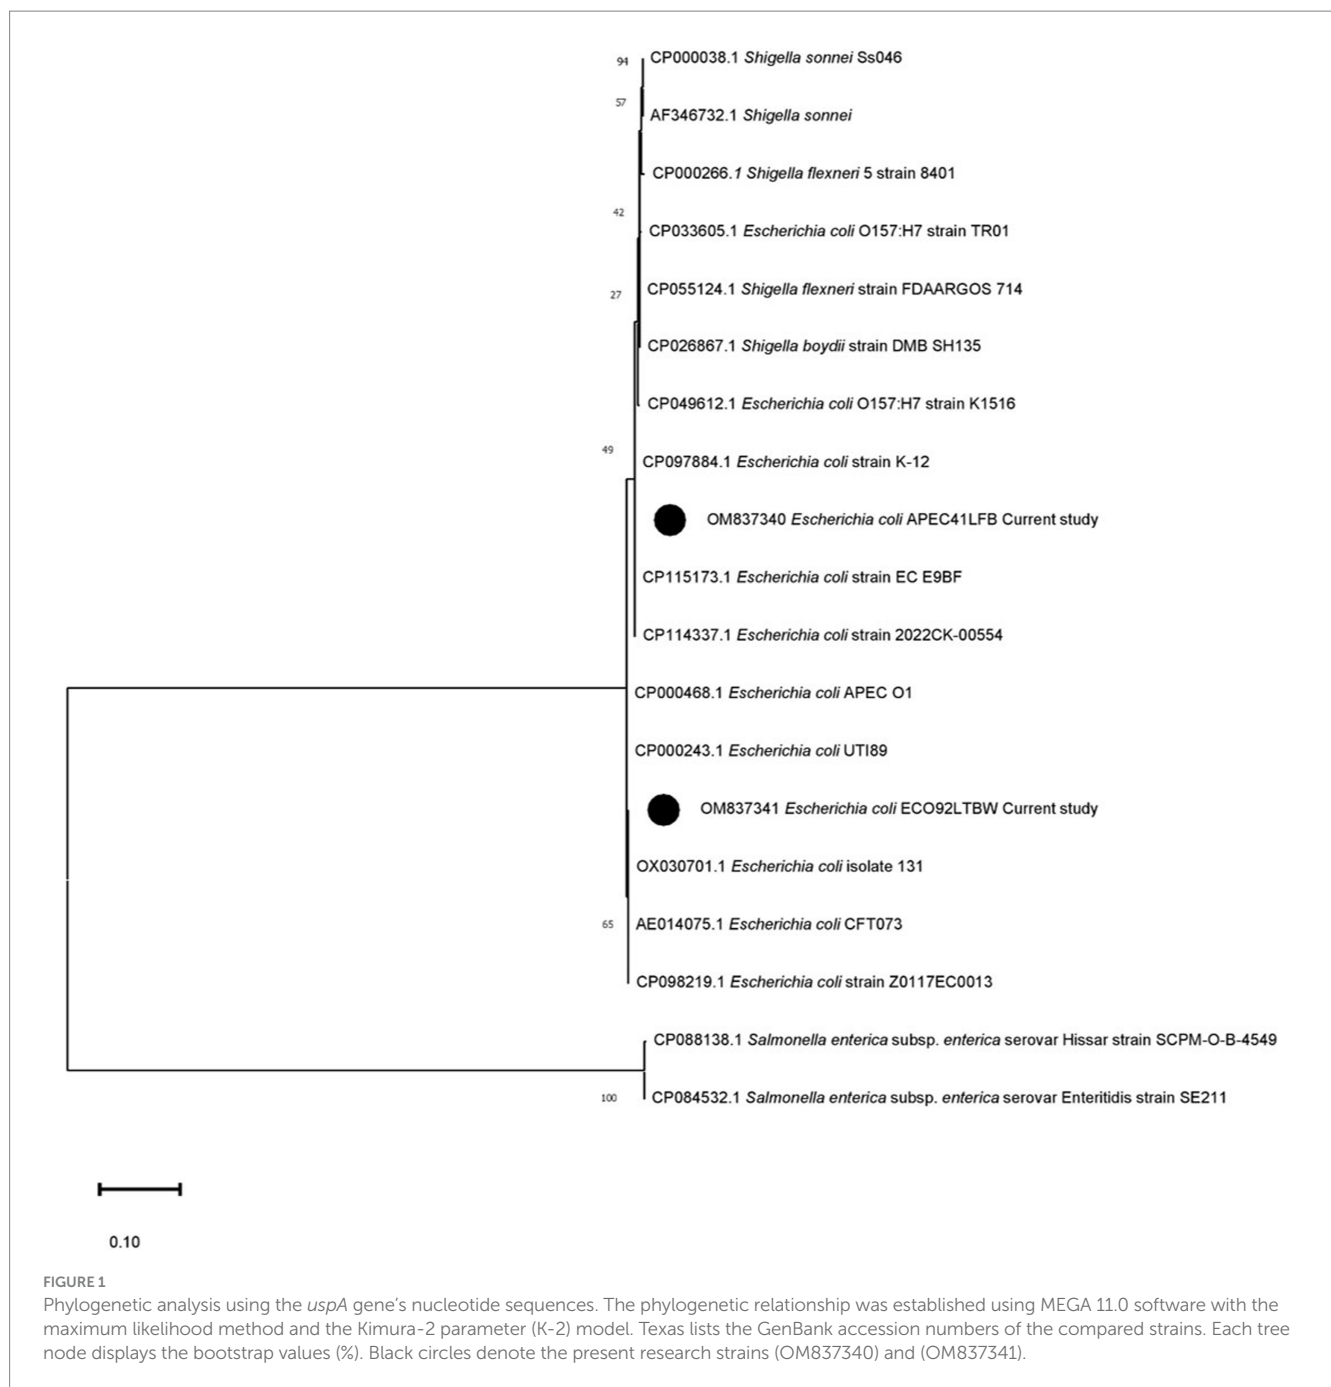 94
CP000038.1 Shigella sonnei Ss046
57
AF346732.1 Shigella sonnei
CP000266.1 Shigella flexneri 5 strain 8401
42
CP033605.1 Escherichia coli O157:H7 strain TR01
CP055124.1 Shigella flexneri strain FDAARGOS 714
27
CP026867.1 Shigella boydii strain DMB SH135
CP049612.1 Escherichia coli O157:H7 strain K1516
49
CP097884.1 Escherichia coli strain K-12
OM837340 Escherichia coli APEC41LFB Current study
CP115173.1 Escherichia coli strain EC E9BF
CP114337.1 Escherichia coli strain 2022CK-00554
CP000468.1 Escherichia coli APEC O1
CP000243.1 Escherichia coli UTI89
OM837341 Escherichia coli ECO92LTBW Current study
OX030701.1 Escherichia coli isolate 131
65
AE014075.1 Escherichia coli CFT073
CP098219.1 Escherichia coli strain Z0117EC0013
CP088138.1 Salmonella enterica subsp. enterica serovar Hissar strain SCPM-O-B-4549
100
CP084532.1 Salmonella enterica subsp. enterica serovar Enteritidis strain SE211
0.10
FIGURE 1
Phylogenetic analysis using the uspA gene's nucleotide sequences. The phylogenetic relationship was established using MEGA 11.0 software with the
maximum likelihood method and the Kimura-2 parameter (K-2) model. Texas lists the GenBank accession numbers of the compared strains. Each tree
node displays the bootstrap values (%). Black circles denote the present research strains (OM837340) and (OM837341).